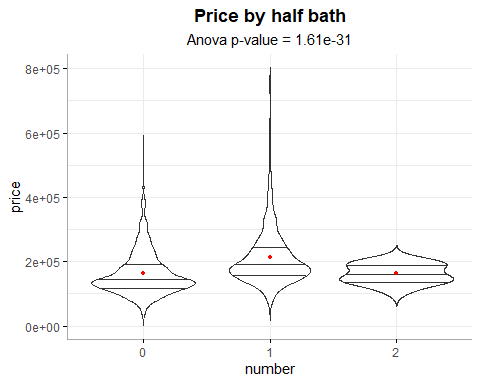 Price by half bath
Anova p-value = 1.61e-31
8e+05
6e+05
4e+05
2e+05
0e+00
price
0
1
2
number